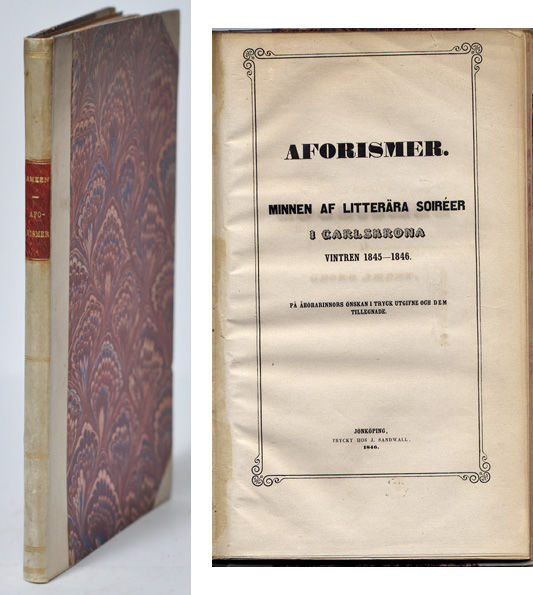 AMEEN
AFO-
RISMER
AFORISMER.
MINNEN AF LITTERÄRA SOIRÉER
I CARLSKRONA
VINTREN 1845—1846.
PÅ ÅHÖRARINNORS ÖNSKAN I TRYCK UTGIFNE OCH DEM
TILLEGNADE.
JÖNKÖPING,
TRYCKT HOS J. SANDWALL.
1846.